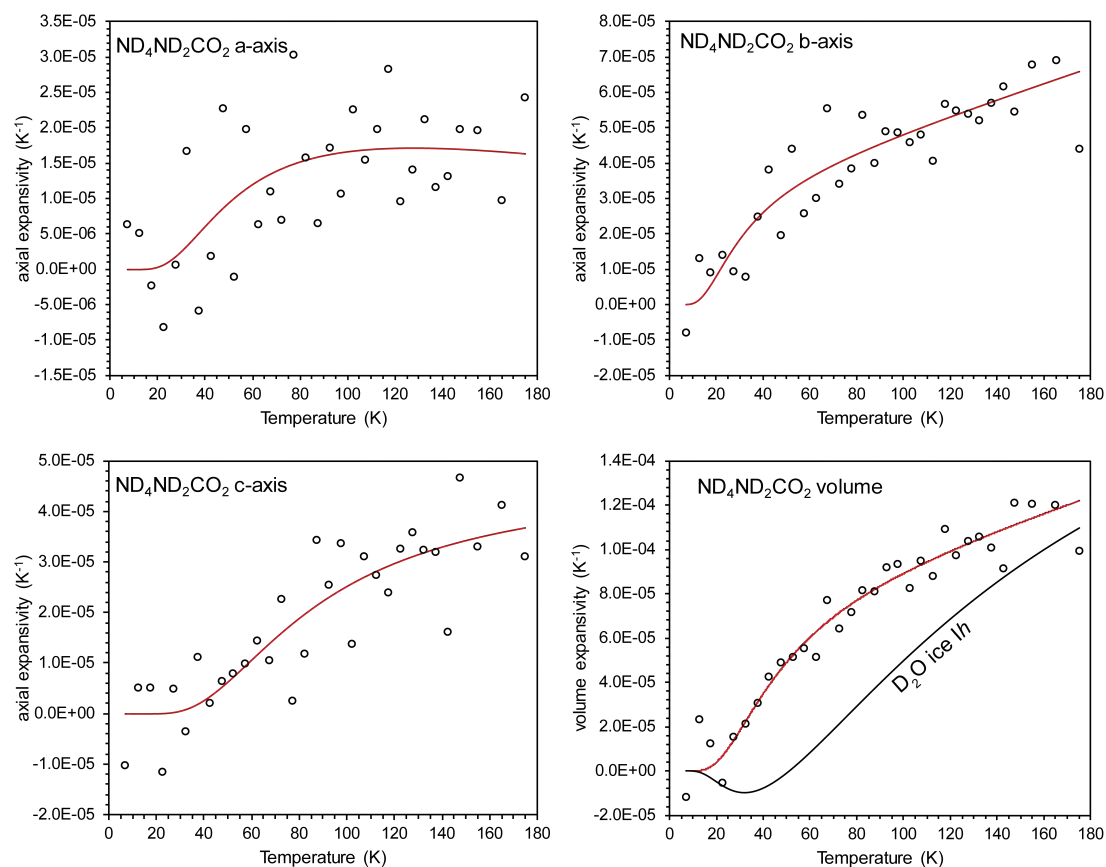 ND₄ND₂CO₂ a-axis
axial expansivity (K⁻¹)
3.5E-05
3.0E-05
2.5E-05
2.0E-05
1.5E-05
1.0E-05
5.0E-06
0.0E+00
-5.0E-06
-1.0E-05
-1.5E-05
0 20 40 60 80 100 120 140 160 180
Temperature (K)
ND₄ND₂CO₂ b-axis
axial expansivity (K⁻¹)
8.0E-05
7.0E-05
6.0E-05
5.0E-05
4.0E-05
3.0E-05
2.0E-05
1.0E-05
0.0E+00
-1.0E-05
-2.0E-05
0 20 40 60 80 100 120 140 160 180
Temperature (K)
ND₄ND₂CO₂ c-axis
axial expansivity (K⁻¹)
5.0E-05
4.0E-05
3.0E-05
2.0E-05
1.0E-05
0.0E+00
-1.0E-05
-2.0E-05
0 20 40 60 80 100 120 140 160 180
Temperature (K)
ND₄ND₂CO₂ volume
volume expansivity (K⁻¹)
1.4E-04
1.2E-04
1.0E-04
8.0E-05
6.0E-05
4.0E-05
2.0E-05
0.0E+00
-2.0E-05
D₂O ice Ih
0 20 40 60 80 100 120 140 160 180
Temperature (K)